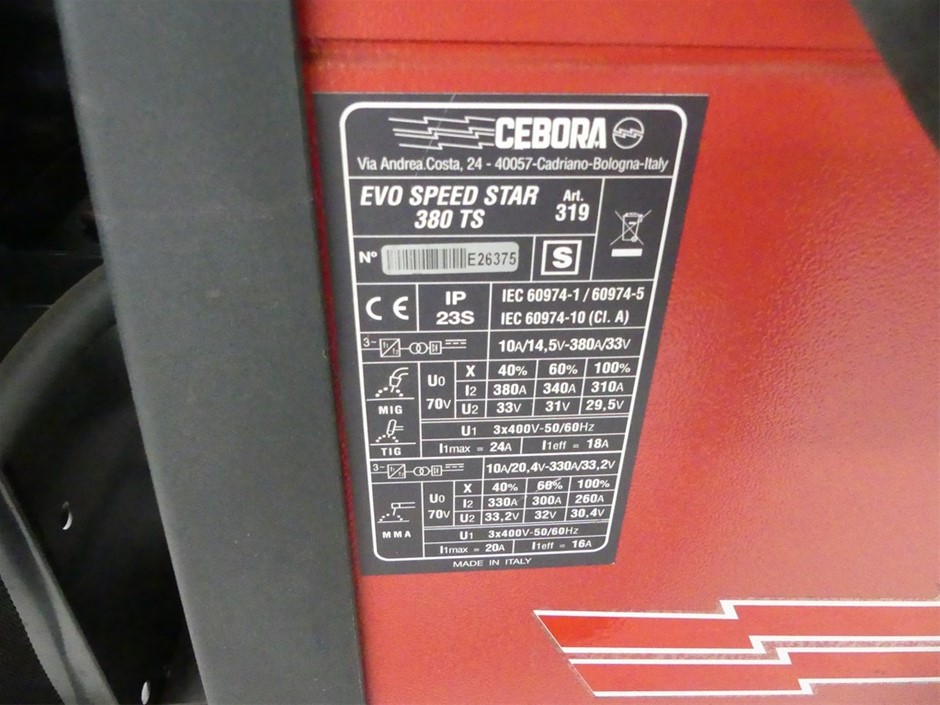 CEBORA
Via Andrea.Costa, 24 - 40057-Cadriano-Bologna-Italy
EVO SPEED STAR
380 TS
Art.
319
Nº E26375
S
CE
IP
23S
IEC 60974-1 / 60974-5
IEC 60974-10 (Cl. A)
3~
10A/14,5V-380A/33V
MIG
TIG
U0
70V
X 40% 60% 100%
I2 380A 340A 310A
U2 33V 31V 29,5V
U1 3x400V-50/60Hz
I1max = 24A I1eff = 18A
3~
10A/20,4V-330A/33,2V
MMA
U0
70V
X 40% 60% 100%
I2 330A 300A 260A
U2 33,2V 32V 30.4V
U1 3x400V-50/60Hz
I1max = 20A I1eff = 16A
MADE IN ITALY